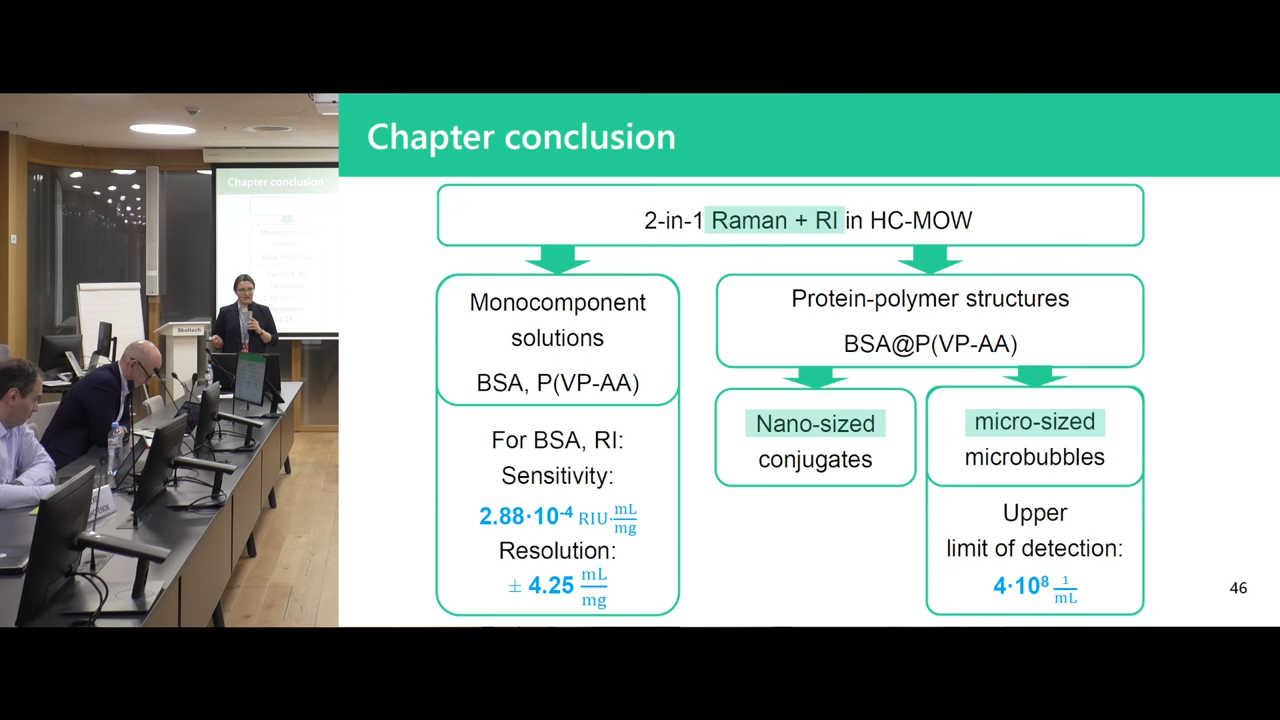 Chapter conclusion
2-in-1 Raman + RI in HC-MOW
Monocomponent
solutions
BSA, P(VP-AA)
For BSA, RI:
Sensitivity:
2.88·10⁻⁴ RIU·mL/mg
Resolution:
± 4.25 mL/mg
Protein-polymer structures
BSA@P(VP-AA)
Nano-sized
conjugates
micro-sized
microbubbles
Upper
limit of detection:
4·10⁸ 1/mL
46
Chapter conclusion
Skoltech